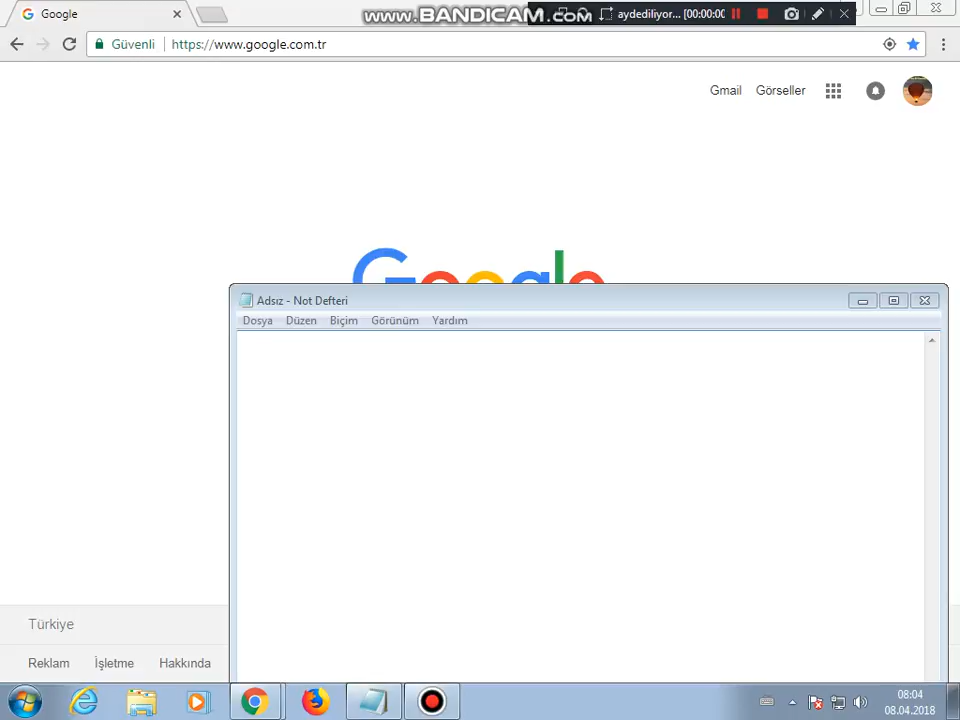 Google
www.BANDICAM.com
aydediliyor... [00:00:00
Güvenli
https://www.google.com.tr
Gmail
Görseller
Google
Adsız - Not Defteri
Dosya Düzen Biçim Görünüm Yardım
Türkiye
Reklam İşletme Hakkında
08:04
08.04.2018